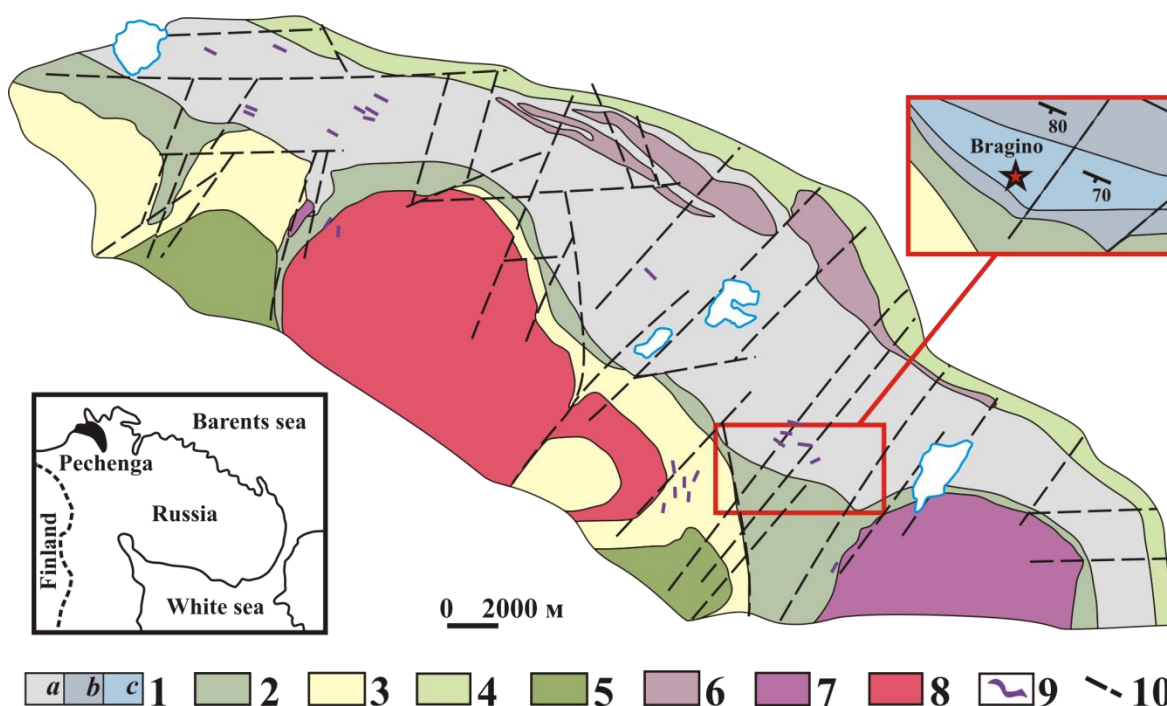 80
Bragino
70
Barents sea
Pechenga
Russia
Finland
White sea
0 2000 м
a b c 1 2 3 4 5 6 7 8 9 10